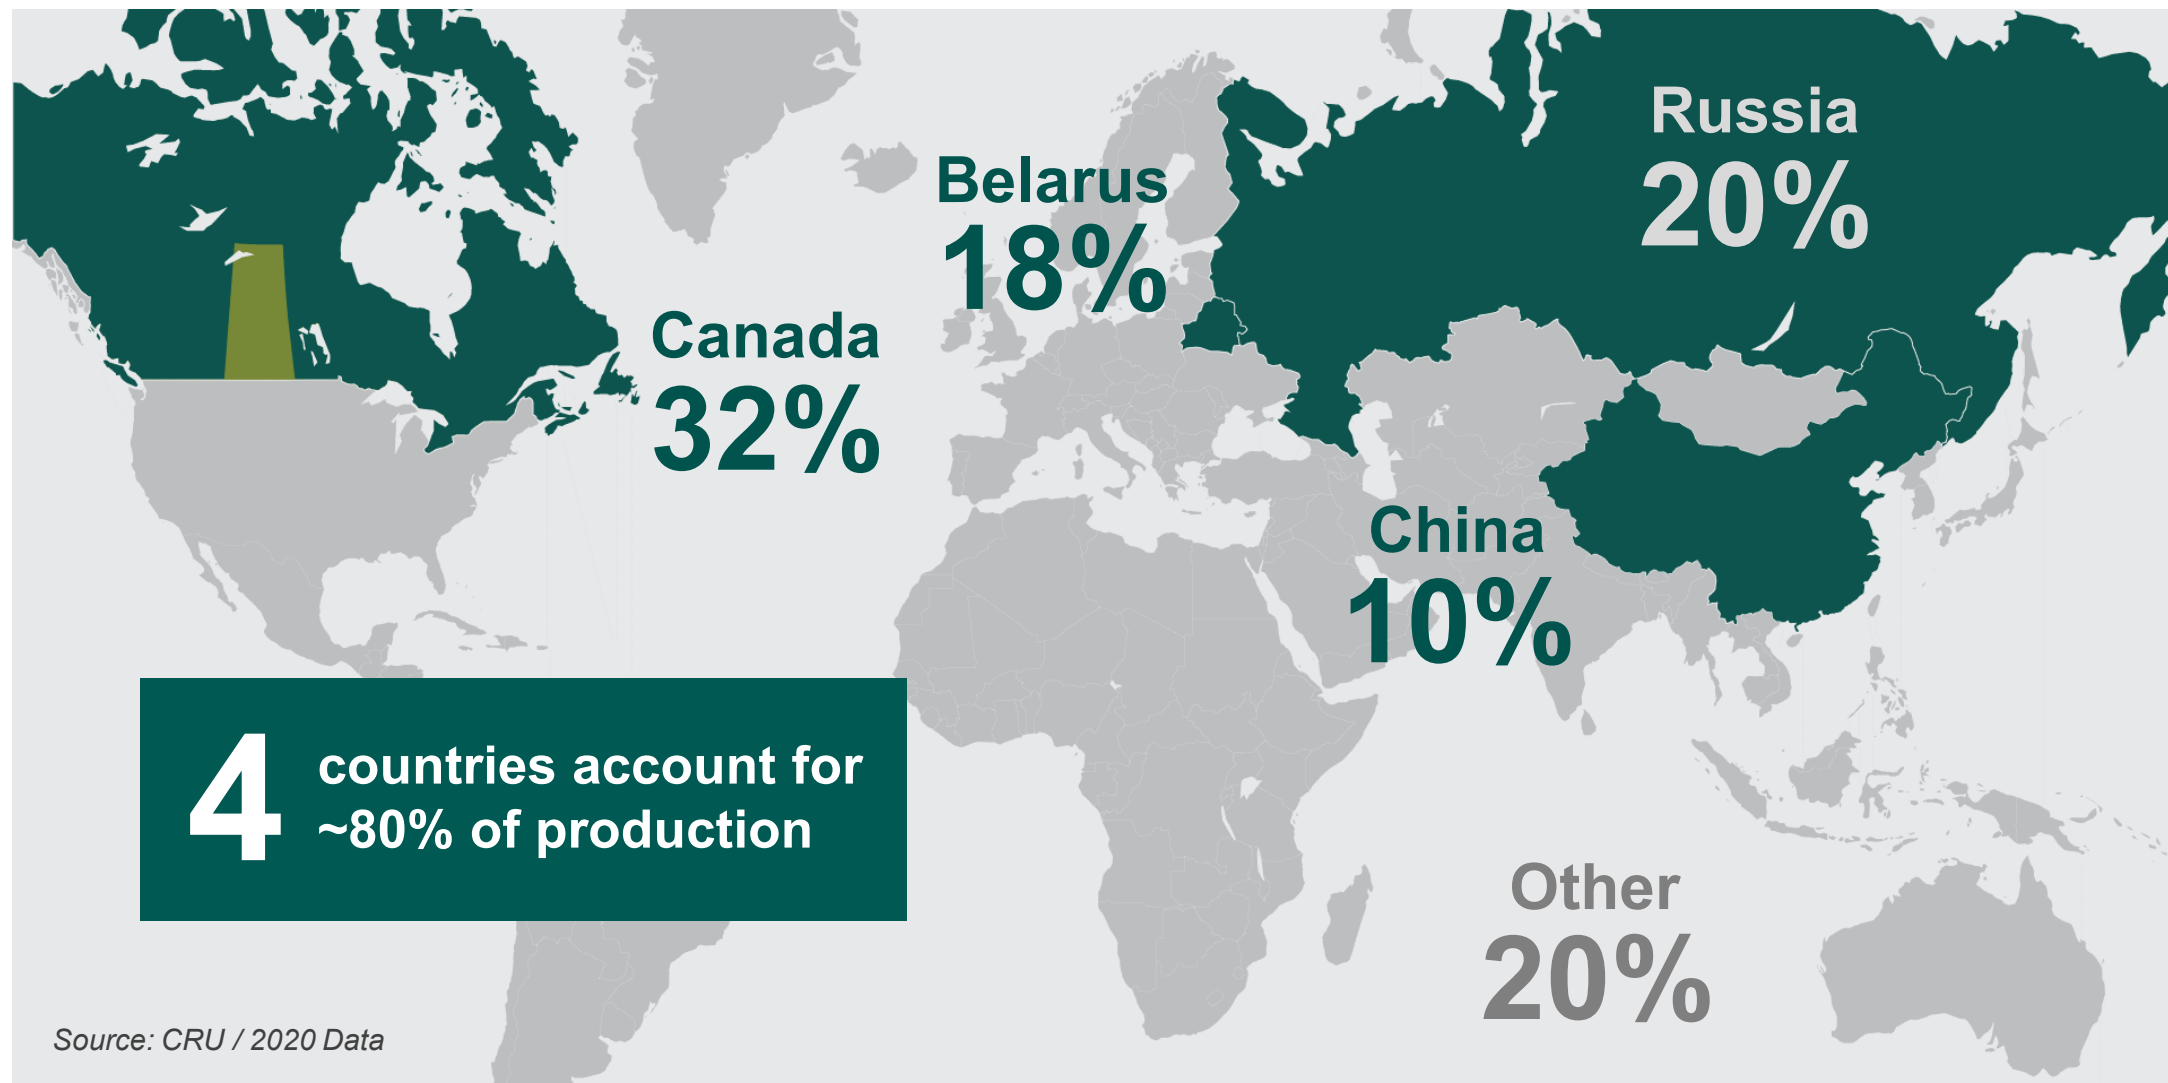 Russia
20%
Belarus
18%
Canada
32%
China
10%
4
countries account for
~80% of production
Other
20%
Source: CRU / 2020 Data